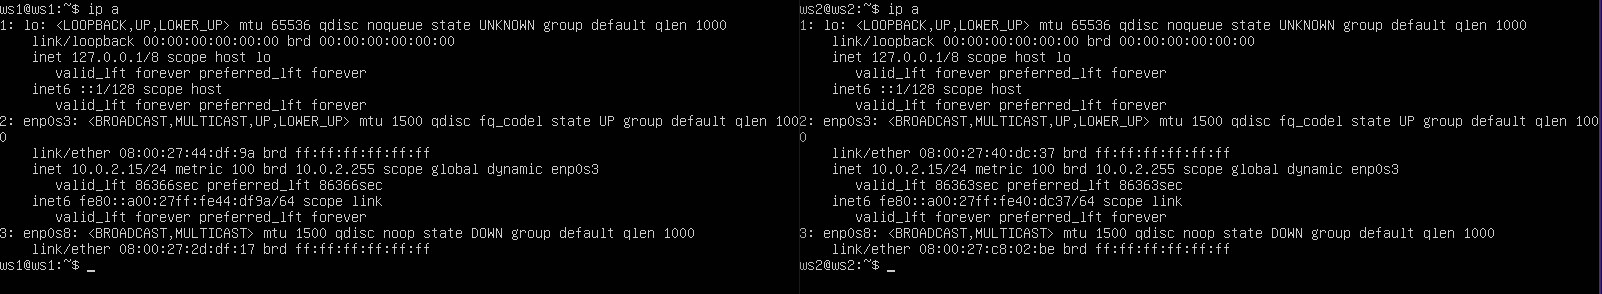 ws1@ws1:~$ ip a
1: lo: <LOOPBACK,UP,LOWER_UP> mtu 65536 qdisc noqueue state UNKNOWN group default qlen 1000
    link/loopback 00:00:00:00:00:00 brd 00:00:00:00:00:00
    inet 127.0.0.1/8 scope host lo
       valid_lft forever preferred_lft forever
    inet6 ::1/128 scope host
       valid_lft forever preferred_lft forever
2: enp0s3: <BROADCAST,MULTICAST,UP,LOWER_UP> mtu 1500 qdisc fq_codel state UP group default qlen 100
0
    link/ether 08:00:27:44:df:9a brd ff:ff:ff:ff:ff:ff
    inet 10.0.2.15/24 metric 100 brd 10.0.2.255 scope global dynamic enp0s3
       valid_lft 86366sec preferred_lft 86366sec
    inet6 fe80::a00:27ff:fe44:df9a/64 scope link
       valid_lft forever preferred_lft forever
3: enp0s8: <BROADCAST,MULTICAST> mtu 1500 qdisc noop state DOWN group default qlen 1000
    link/ether 08:00:27:2d:df:17 brd ff:ff:ff:ff:ff:ff
ws1@ws1:~$ _
ws2@ws2:~$ ip a
1: lo: <LOOPBACK,UP,LOWER_UP> mtu 65536 qdisc noqueue state UNKNOWN group default qlen 1000
    link/loopback 00:00:00:00:00:00 brd 00:00:00:00:00:00
    inet 127.0.0.1/8 scope host lo
       valid_lft forever preferred_lft forever
    inet6 ::1/128 scope host
       valid_lft forever preferred_lft forever
2: enp0s3: <BROADCAST,MULTICAST,UP,LOWER_UP> mtu 1500 qdisc fq_codel state UP group default qlen 100
0
    link/ether 08:00:27:40:dc:37 brd ff:ff:ff:ff:ff:ff
    inet 10.0.2.15/24 metric 100 brd 10.0.2.255 scope global dynamic enp0s3
       valid_lft 86363sec preferred_lft 86363sec
    inet6 fe80::a00:27ff:fe40:dc37/64 scope link
       valid_lft forever preferred_lft forever
3: enp0s8: <BROADCAST,MULTICAST> mtu 1500 qdisc noop state DOWN group default qlen 1000
    link/ether 08:00:27:c8:02:be brd ff:ff:ff:ff:ff:ff
ws2@ws2:~$ _